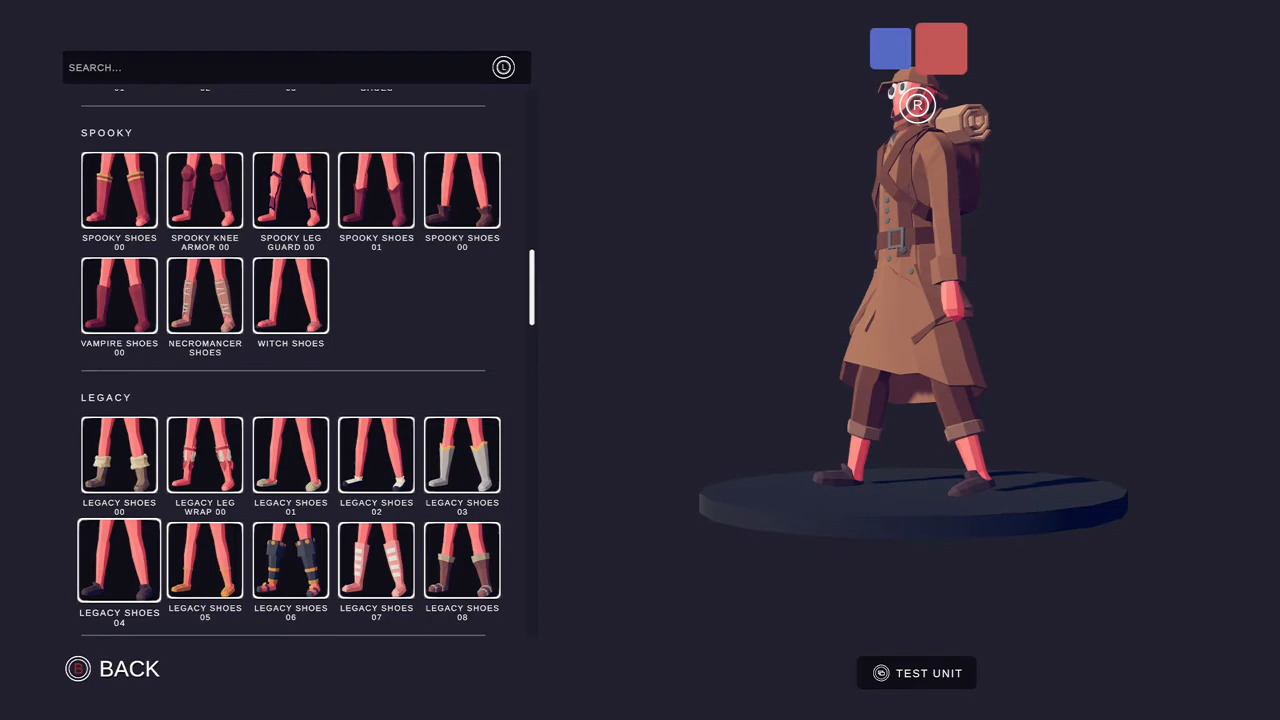 SEARCH...
L
R
SPOOKY
SPOOKY SHOES 00
SPOOKY KNEE ARMOR 00
SPOOKY LEG GUARD 00
SPOOKY SHOES 01
SPOOKY SHOES 00
VAMPIRE SHOES 00
NECROMANCER SHOES
WITCH SHOES
LEGACY
LEGACY SHOES 00
LEGACY LEG WRAP 00
LEGACY SHOES 01
LEGACY SHOES 02
LEGACY SHOES 03
LEGACY SHOES 04
LEGACY SHOES 05
LEGACY SHOES 06
LEGACY SHOES 07
LEGACY SHOES 08
B BACK
TEST UNIT